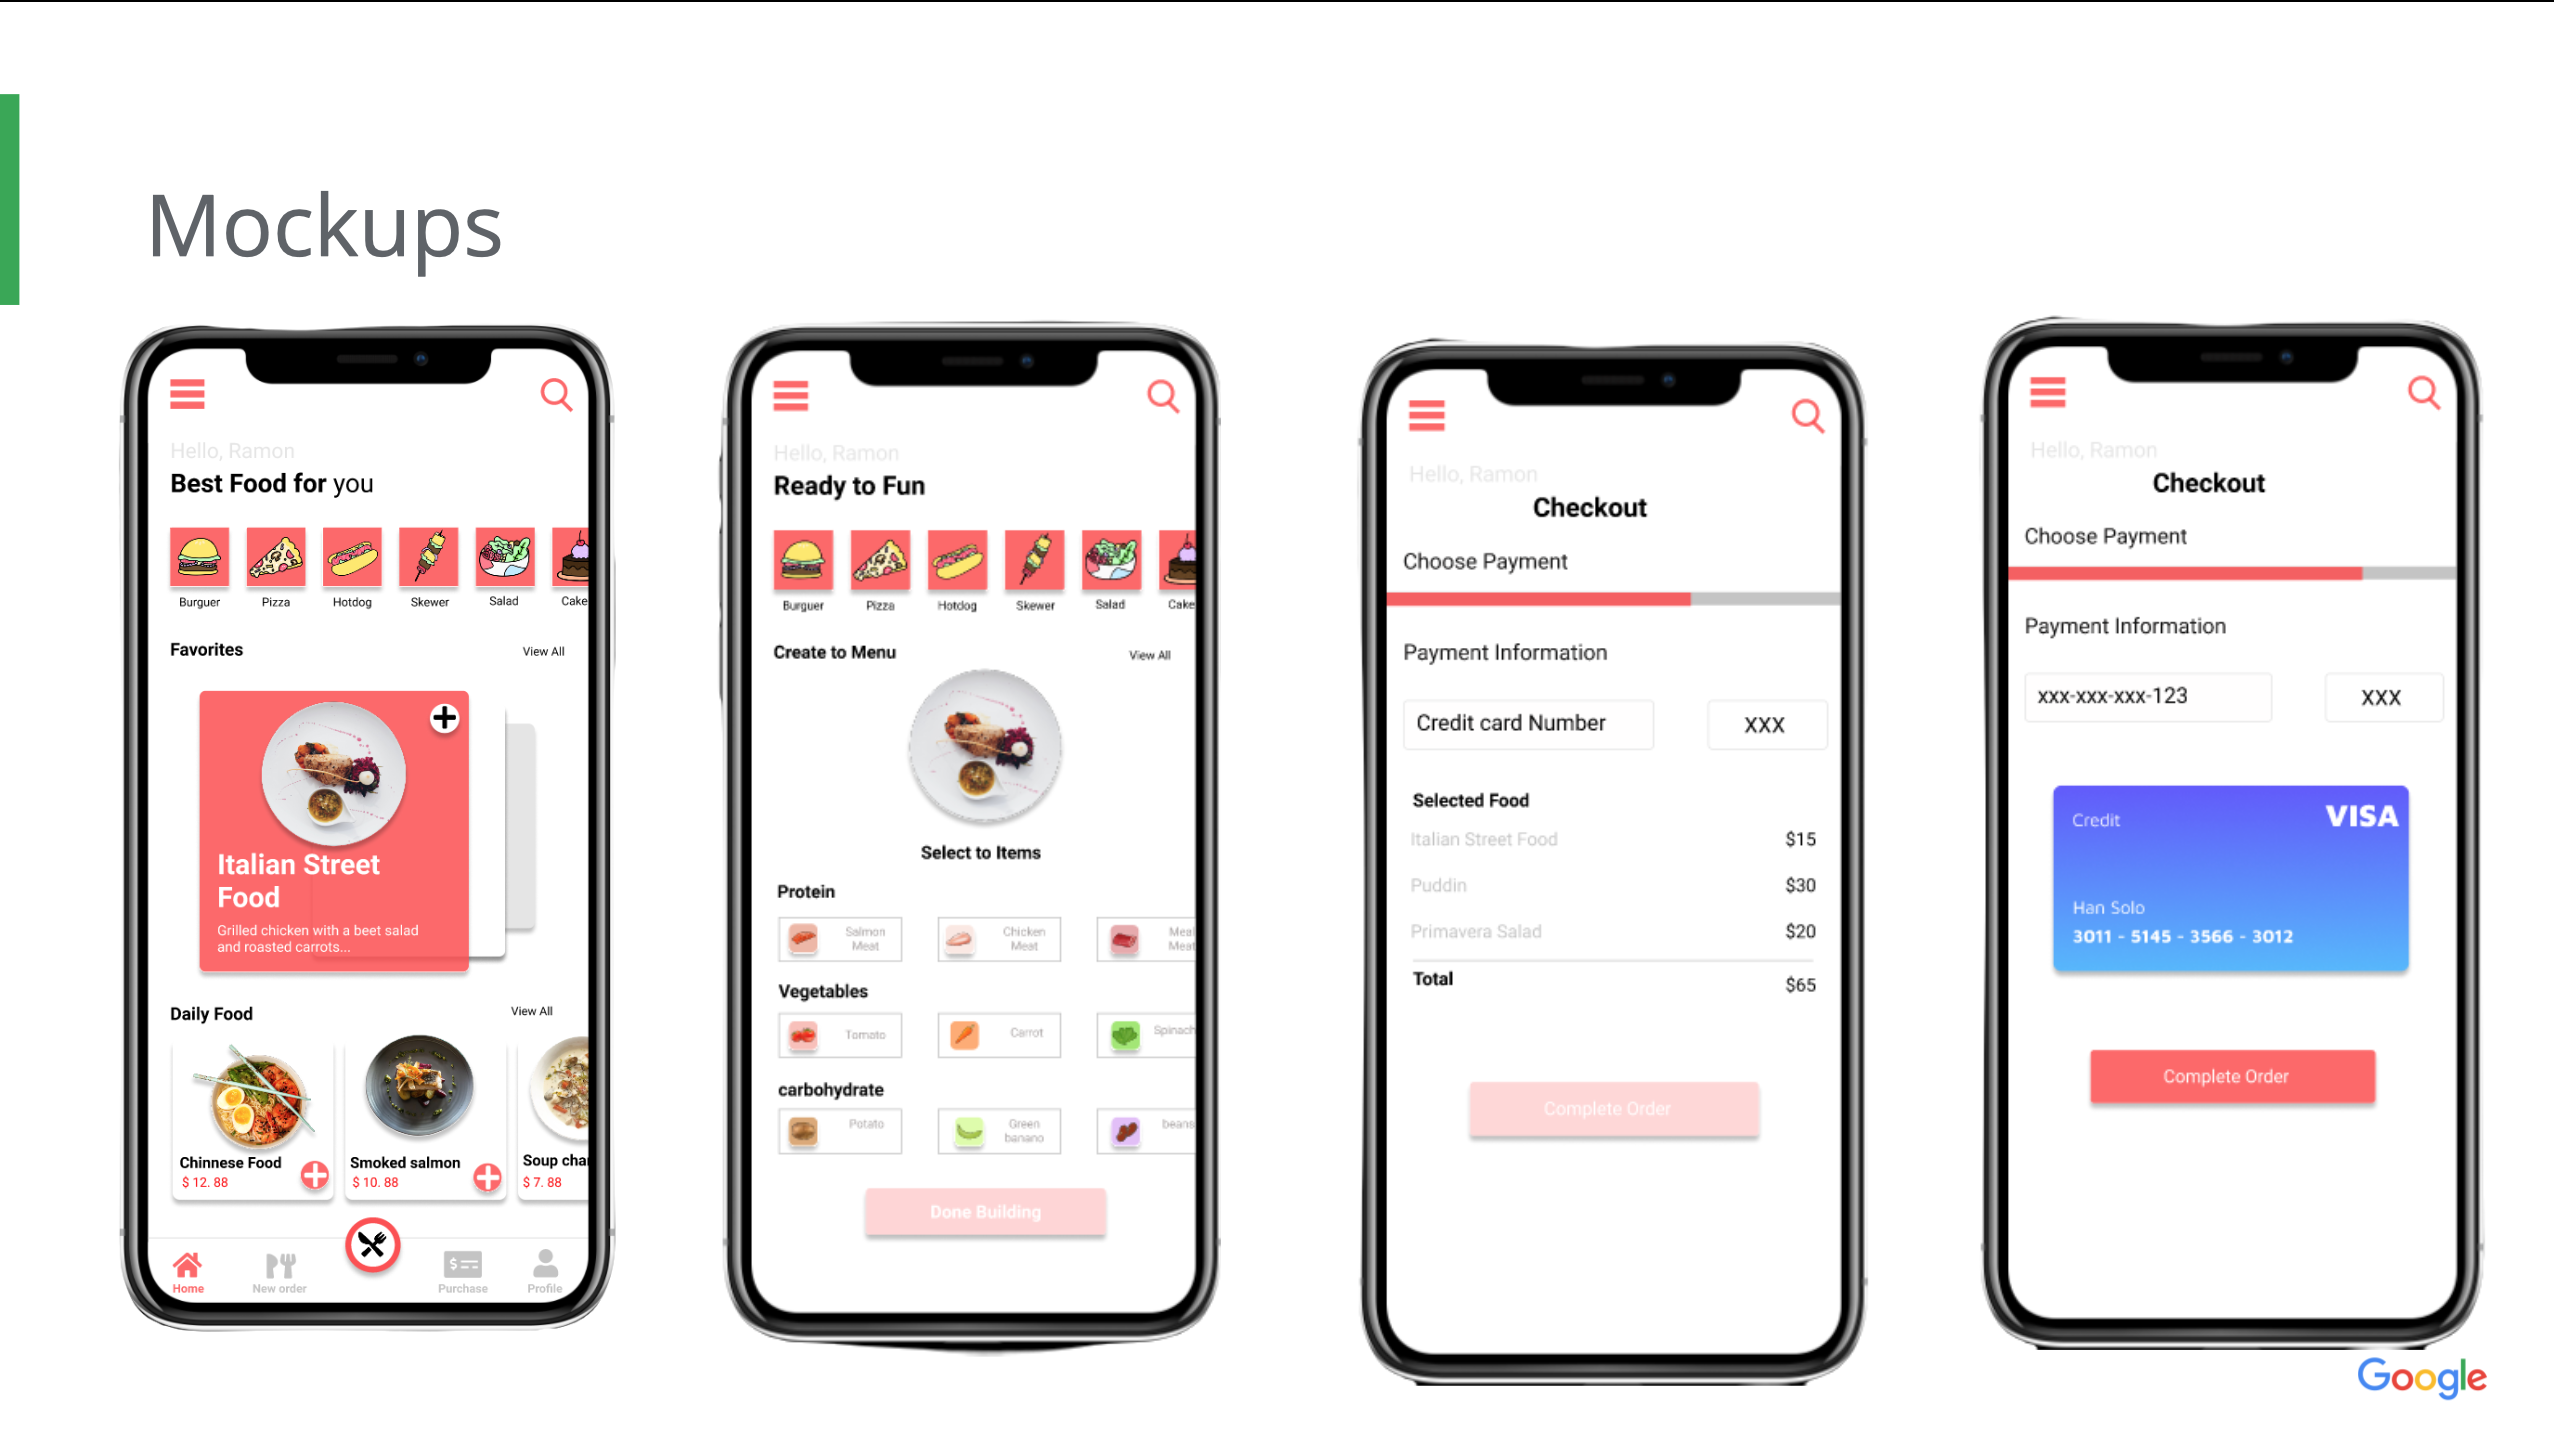 Mockups
Hello, Ramon
Best Food for you
Burguer Pizza Hotdog Skewer Salad Cake
Favorites View All
Italian Street
Food
Grilled chicken with a beet salad
and roasted carrots...
Daily Food View All
Chinnese Food Smoked salmon Soup cha
$ 12. 88 $ 10. 88 $ 7. 88
Home New order Purchase Profile
Hello, Ramon
Ready to Fun
Burguer Pizza Hotdog Skewer Salad Cake
Create to Menu View All
Select to Items
Protein
Salmon Meat
Chicken Meat
Meal Meat
Vegetables
Tomato Carrot Spinach
carbohydrate
Potato
Green banano
beans
Done Building
Hello, Ramon
Checkout
Choose Payment
Payment Information
Credit card Number XXX
Selected Food
Italian Street Food $15
Puddin $30
Primavera Salad $20
Total $65
Complete Order
Hello, Ramon
Checkout
Choose Payment
Payment Information
xxx-xxx-xxx-123 XXX
Credit VISA
Han Solo
3011 - 5145 - 3566 - 3012
Complete Order
Google